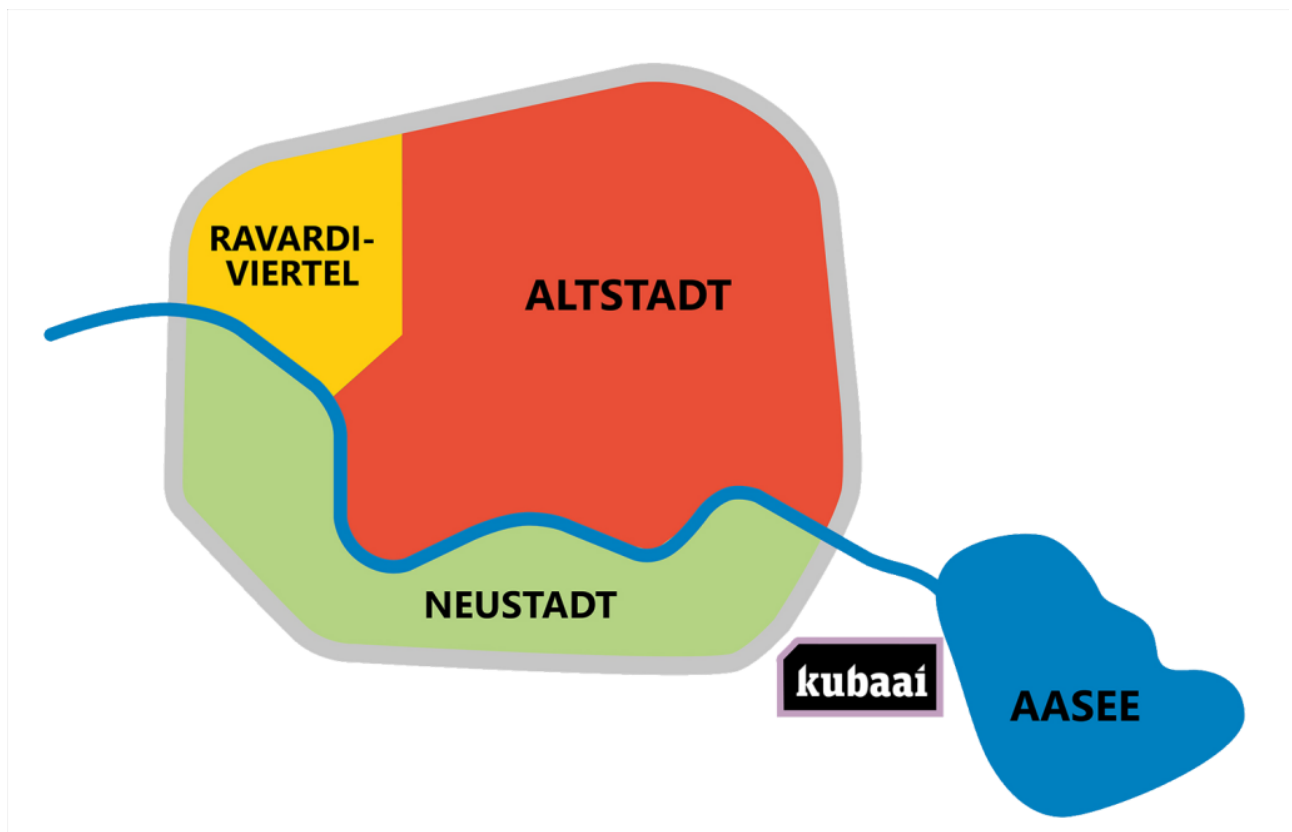 RAVARDI-
VIERTEL
ALTSTADT
NEUSTADT
kubaai
AASEE